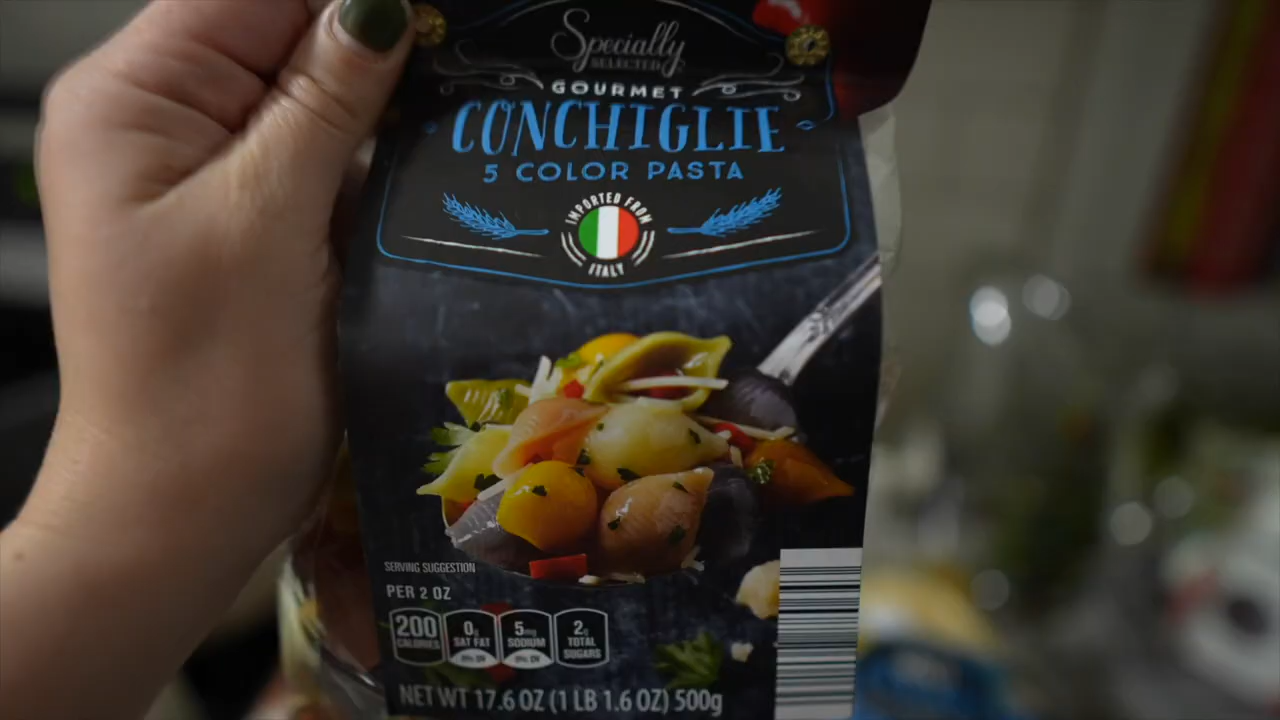 Specially
SELECTED
GOURMET
CONCHIGLIE
5 COLOR PASTA
IMPORTED FROM
ITALY
SERVING SUGGESTION
PER 2 OZ
200 CALORIES
0g SAT FAT 0% DV
5mg SODIUM 0% DV
2g TOTAL SUGARS
NET WT 17.6 OZ (1 LB 1.6 OZ) 500g